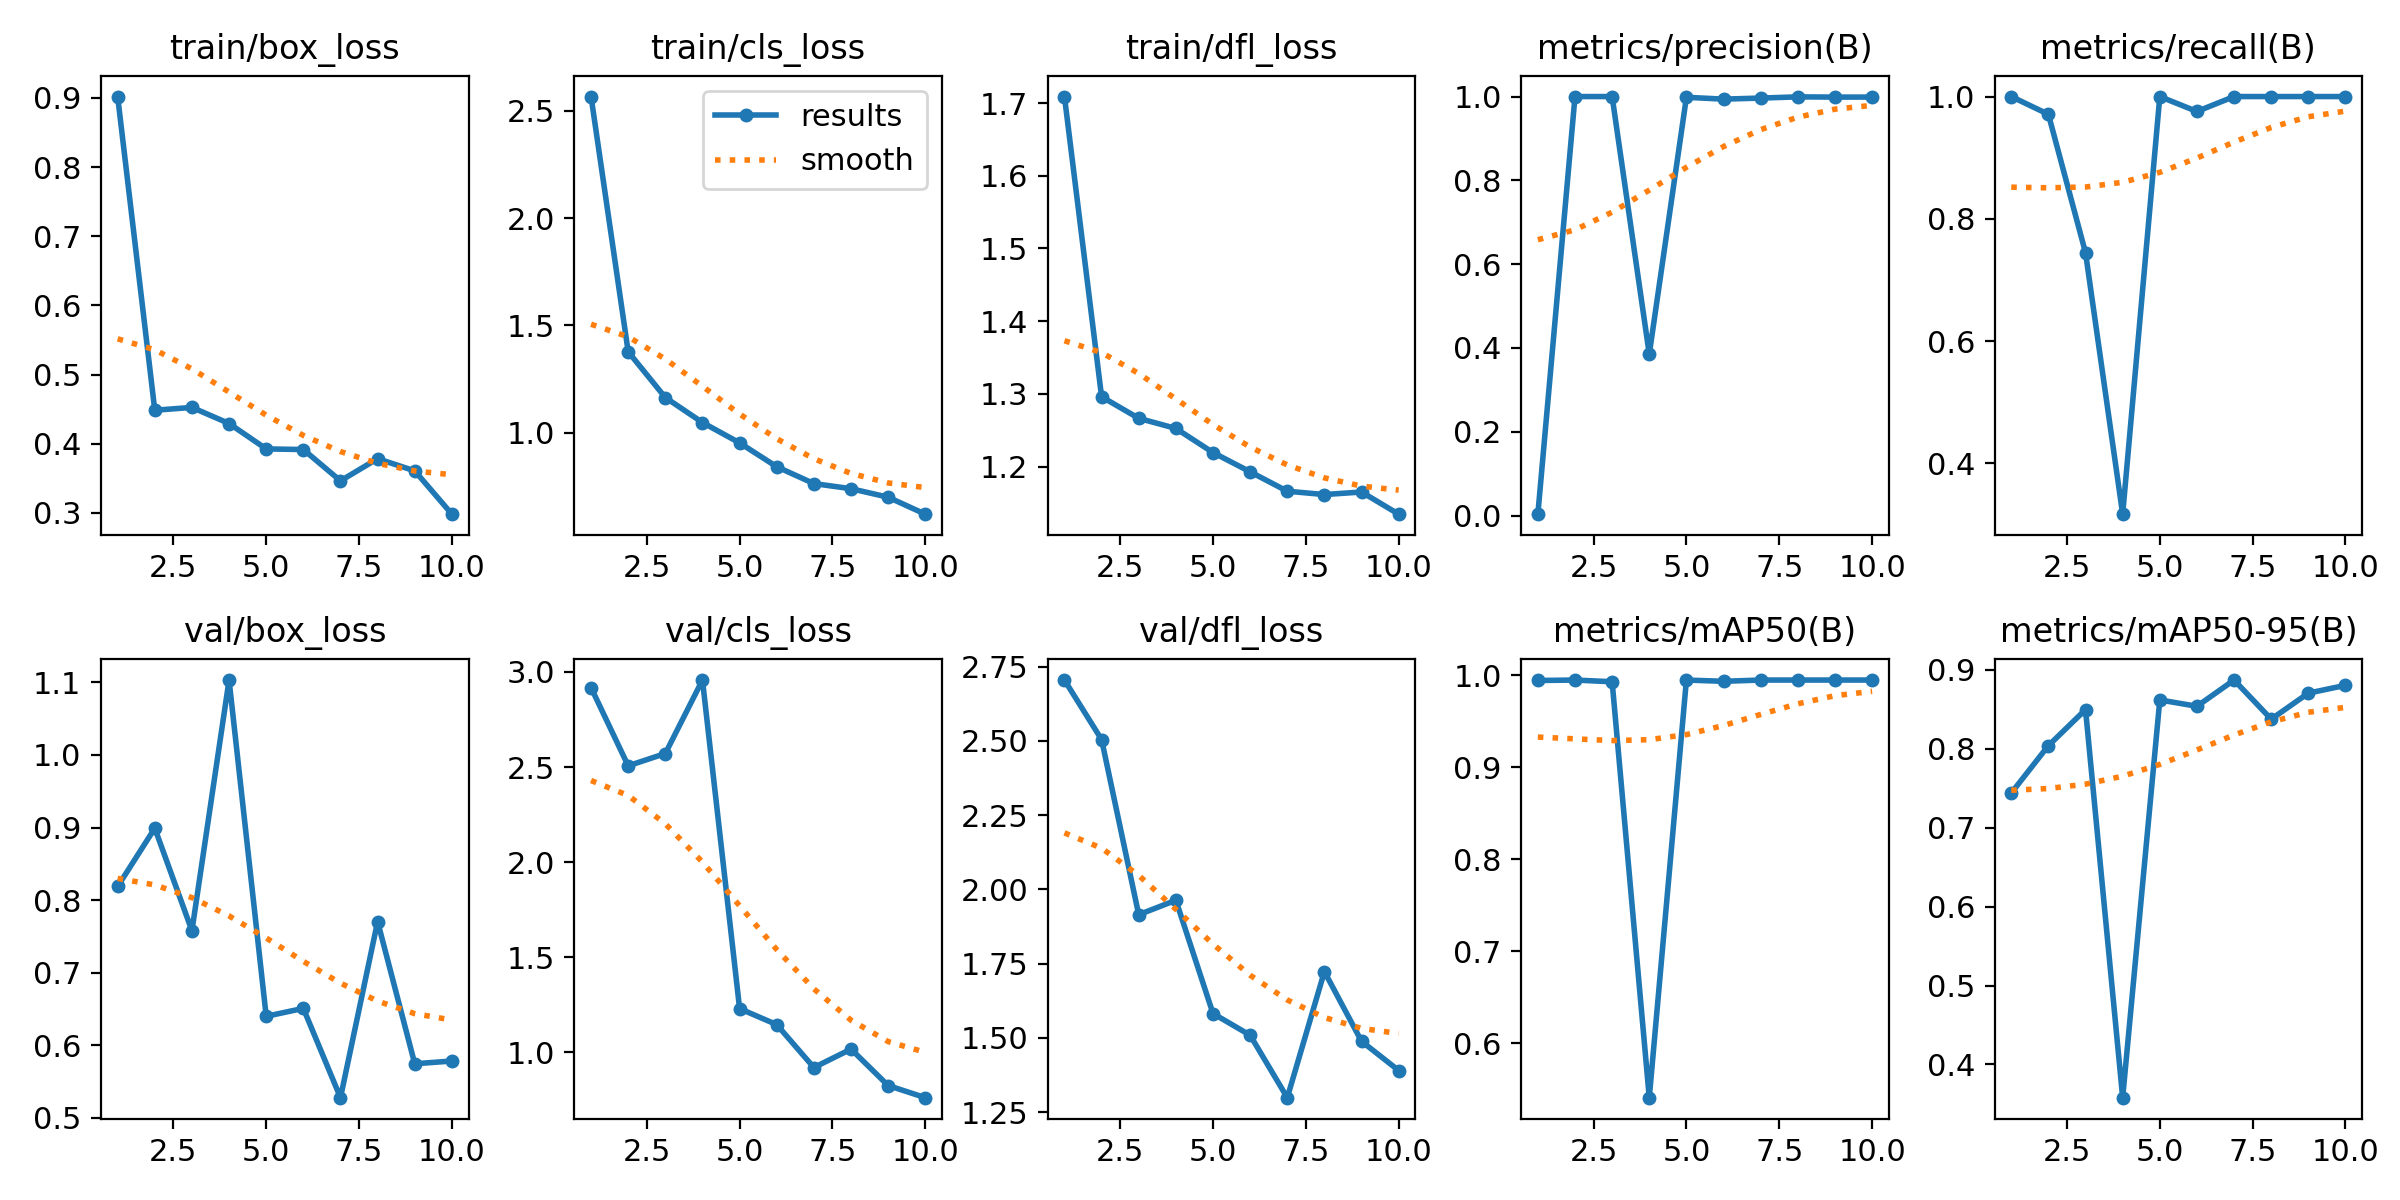 train/box_loss
train/cls_loss
train/dfl_loss
metrics/precision(B)
metrics/recall(B)
0.9
0.8
0.7
0.6
0.5
0.4
0.3
2.5 5.0 7.5 10.0
2.5
2.0
1.5
1.0
results
smooth
2.5 5.0 7.5 10.0
1.7
1.6
1.5
1.4
1.3
1.2
2.5 5.0 7.5 10.0
1.0
0.8
0.6
0.4
0.2
0.0
2.5 5.0 7.5 10.0
1.0
0.8
0.6
0.4
2.5 5.0 7.5 10.0
val/box_loss
val/cls_loss
val/dfl_loss
metrics/mAP50(B)
metrics/mAP50-95(B)
1.1
1.0
0.9
0.8
0.7
0.6
0.5
2.5 5.0 7.5 10.0
3.0
2.5
2.0
1.5
1.0
2.5 5.0 7.5 10.0
2.75
2.50
2.25
2.00
1.75
1.50
1.25
2.5 5.0 7.5 10.0
1.0
0.9
0.8
0.7
0.6
2.5 5.0 7.5 10.0
0.9
0.8
0.7
0.6
0.5
0.4
2.5 5.0 7.5 10.0